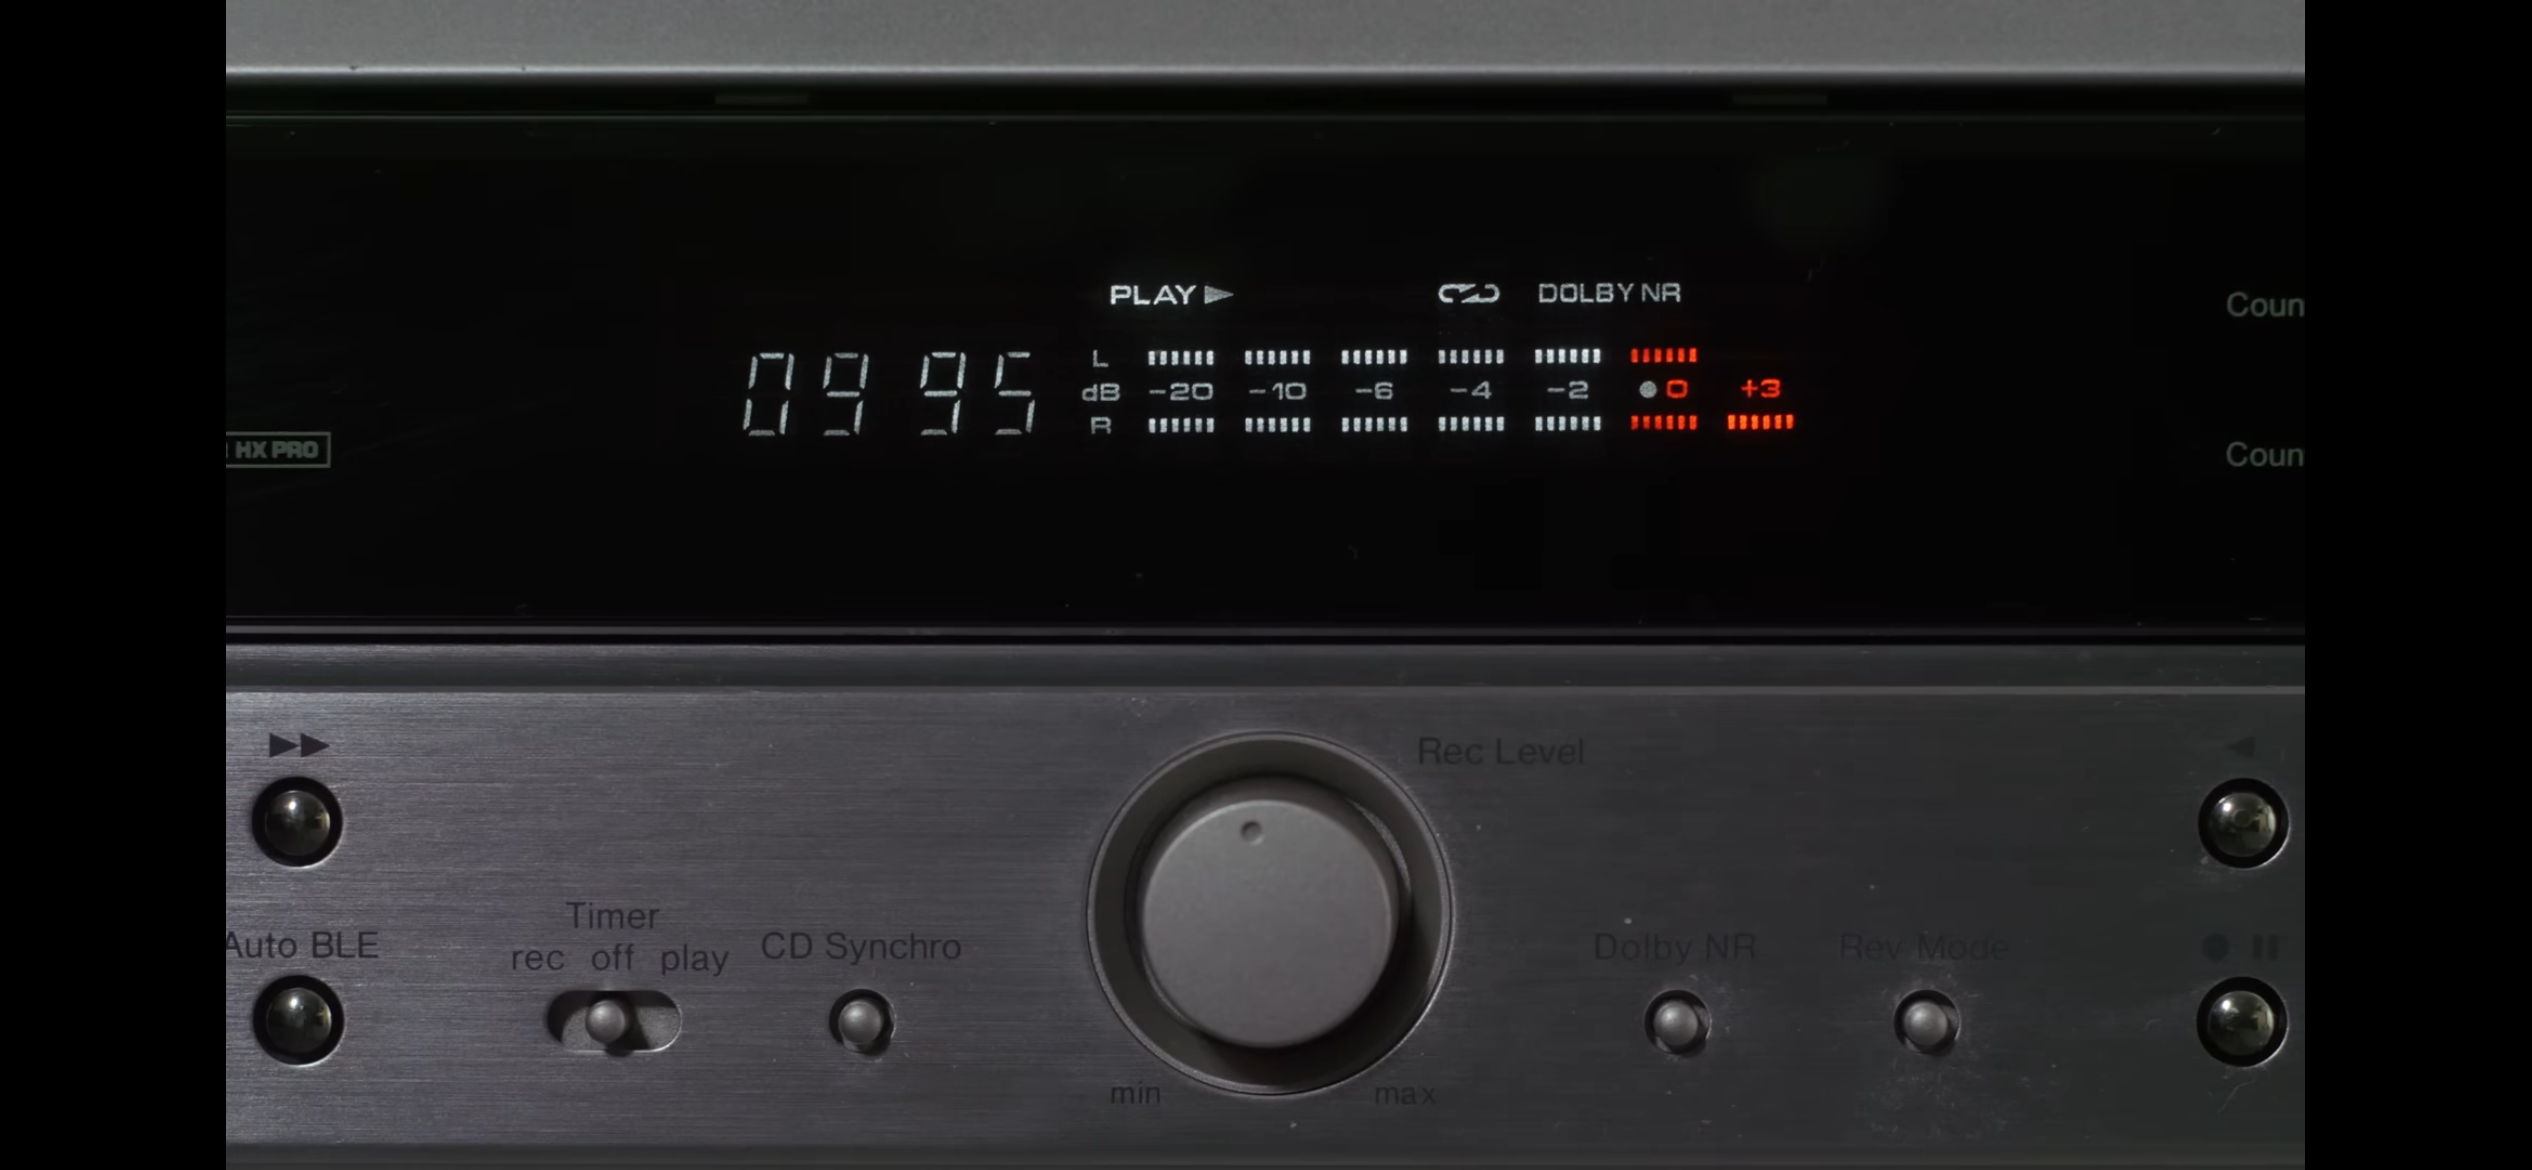 PLAY
DOLBY NR
0995
L
dB -20 -10 -6 -4 -2 0 +3
R
HX PRO
Coun
Coun
Rec Level
Auto BLE
Timer
rec off play
CD Synchro
Dolby NR
Rev Mode
min
max